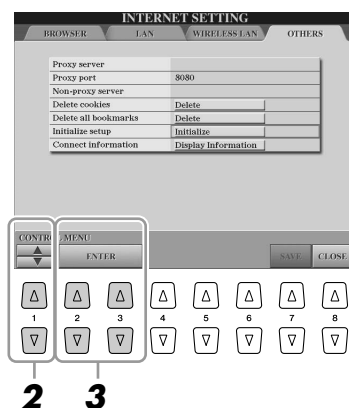 INTERNET SETTING
BROWSER LAN WIRELESS LAN OTHERS
Proxy server
Proxy port 8080
Non-proxy server
Delete cookies Delete
Delete all bookmarks Delete
Initialize setup Initialize
Connect information Display Information
CONTROL MENU
ENTER SAVE CLOSE
1 2 3 4 5 6 7 8
2 3